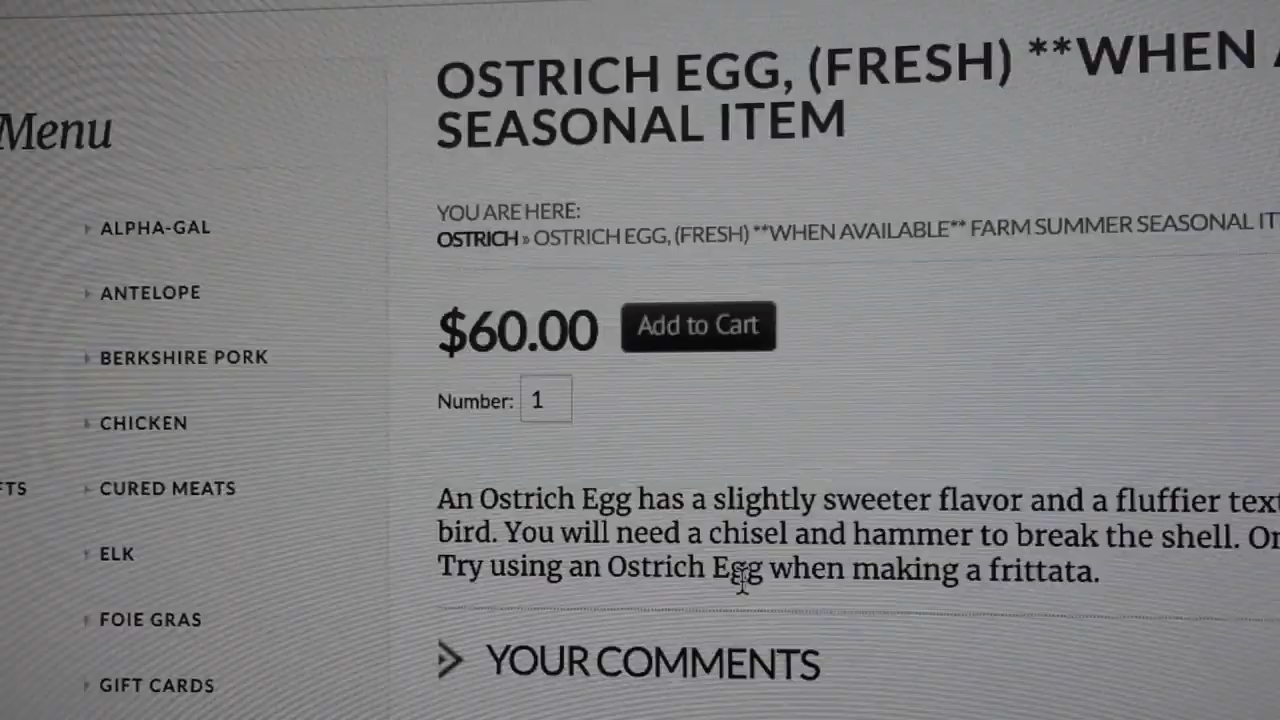 OSTRICH EGG, (FRESH) **WHEN
SEASONAL ITEM
Menu
YOU ARE HERE:
OSTRICH » OSTRICH EGG, (FRESH) **WHEN AVAILABLE** FARM SUMMER SEASONAL IT
ALPHA-GAL
ANTELOPE
BERKSHIRE PORK
CHICKEN
FTS
CURED MEATS
ELK
FOIE GRAS
GIFT CARDS
$60.00 Add to Cart
Number: 1
An Ostrich Egg has a slightly sweeter flavor and a fluffier text
bird. You will need a chisel and hammer to break the shell. On
Try using an Ostrich Egg when making a frittata.
YOUR COMMENTS